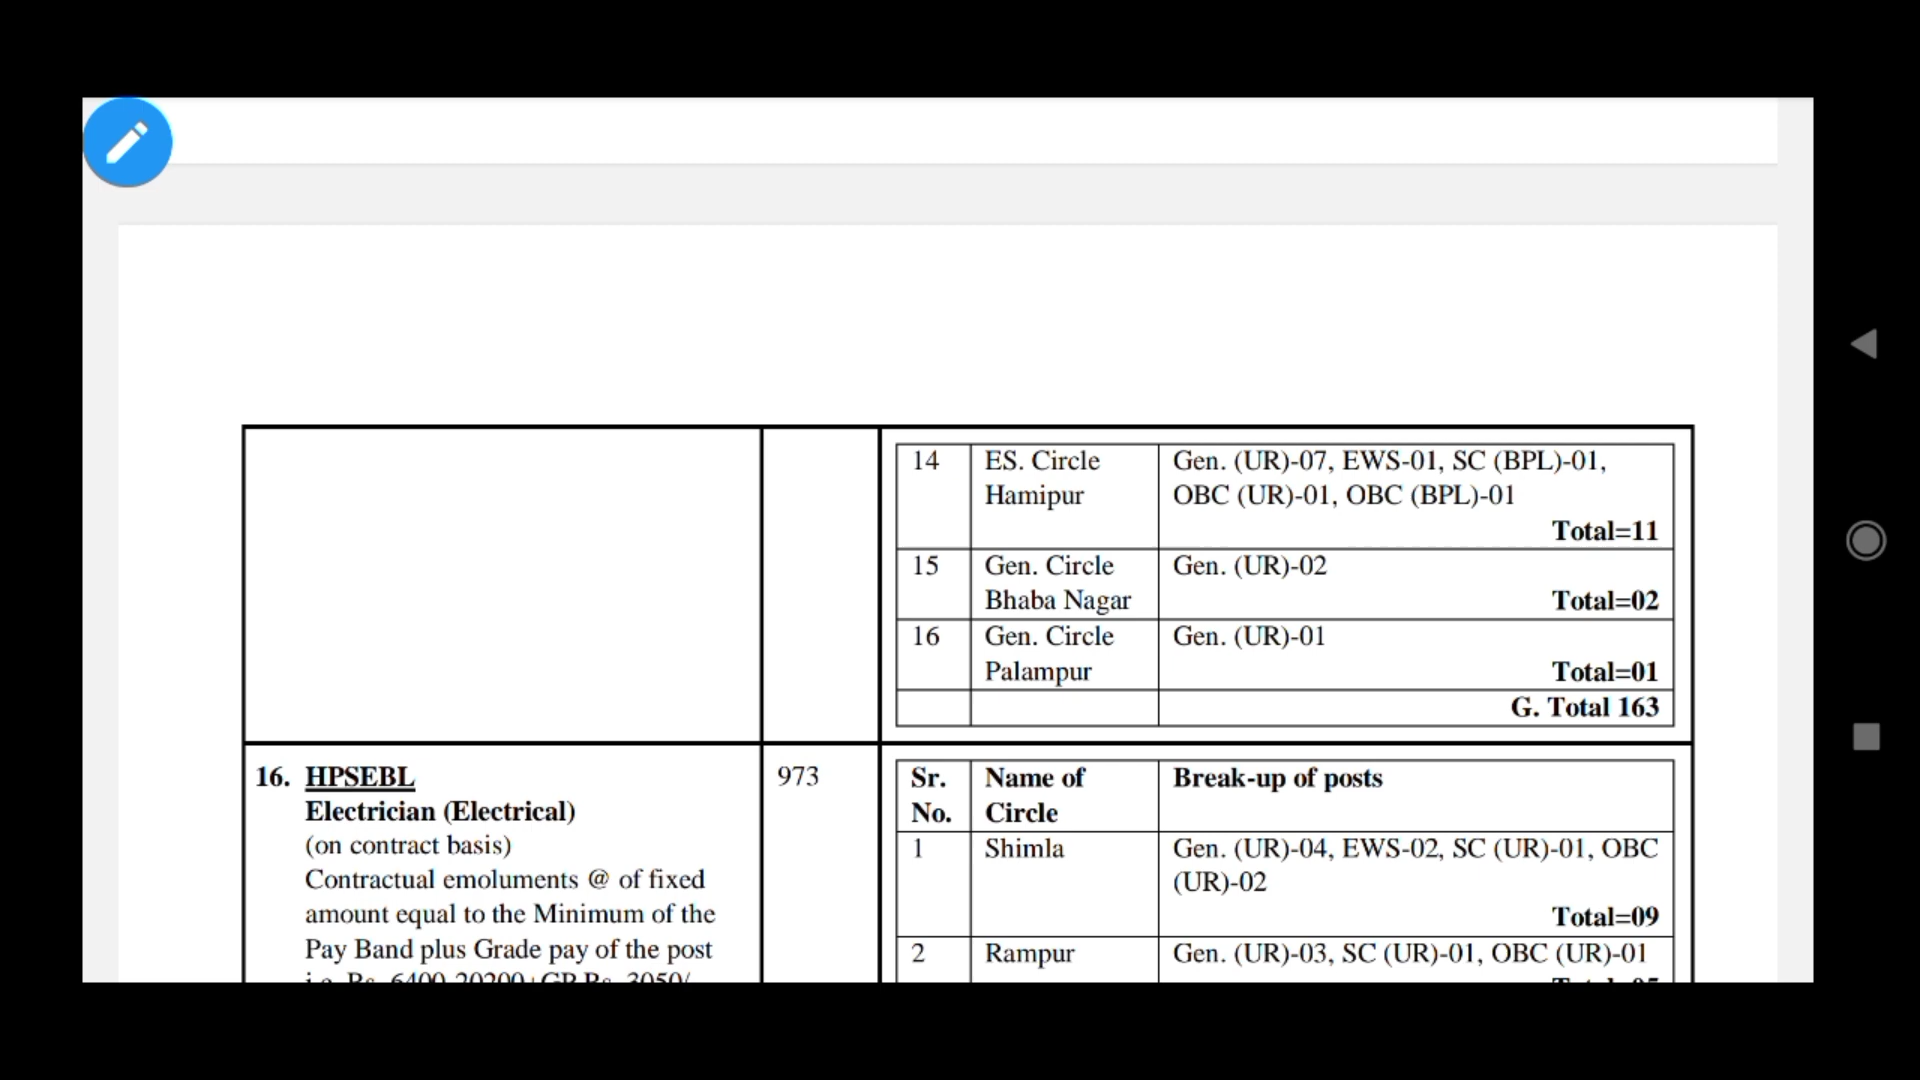 14 ES. Circle Hamipur Gen. (UR)-07, EWS-01, SC (BPL)-01,
OBC (UR)-01, OBC (BPL)-01
Total=11
15 Gen. Circle Bhaba Nagar Gen. (UR)-02
Total=02
16 Gen. Circle Palampur Gen. (UR)-01
Total=01
G. Total 163
16. HPSEBL
Electrician (Electrical)
(on contract basis)
Contractual emoluments @ of fixed
amount equal to the Minimum of the
Pay Band plus Grade pay of the post
973
Sr. No. Name of Circle Break-up of posts
1 Shimla Gen. (UR)-04, EWS-02, SC (UR)-01, OBC
(UR)-02
Total=09
2 Rampur Gen. (UR)-03, SC (UR)-01, OBC (UR)-01